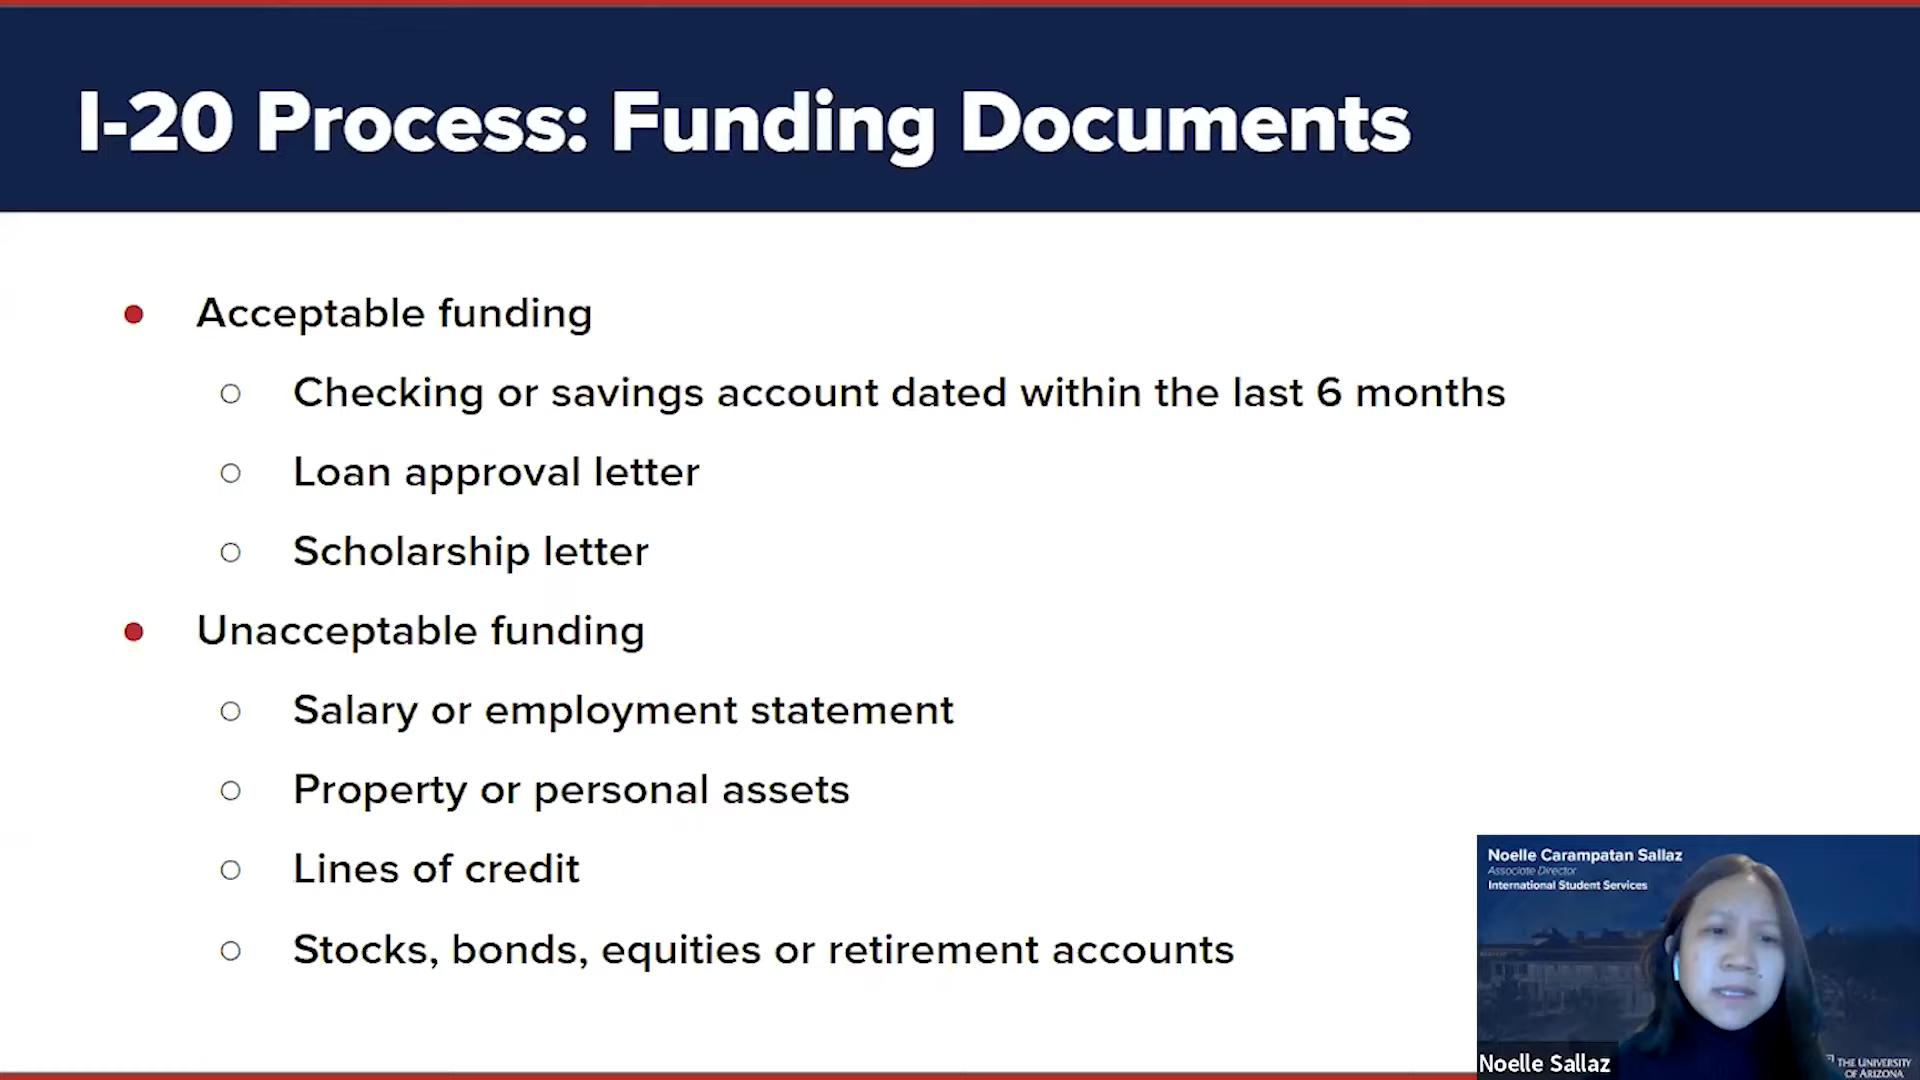 I-20 Process: Funding Documents
Acceptable funding
Checking or savings account dated within the last 6 months
Loan approval letter
Scholarship letter
Unacceptable funding
Salary or employment statement
Property or personal assets
Lines of credit
Stocks, bonds, equities or retirement accounts
Noelle Carampatan Sallaz
Associate Director
International Student Services
Noelle Sallaz
THE UNIVERSITY
OF ARIZONA